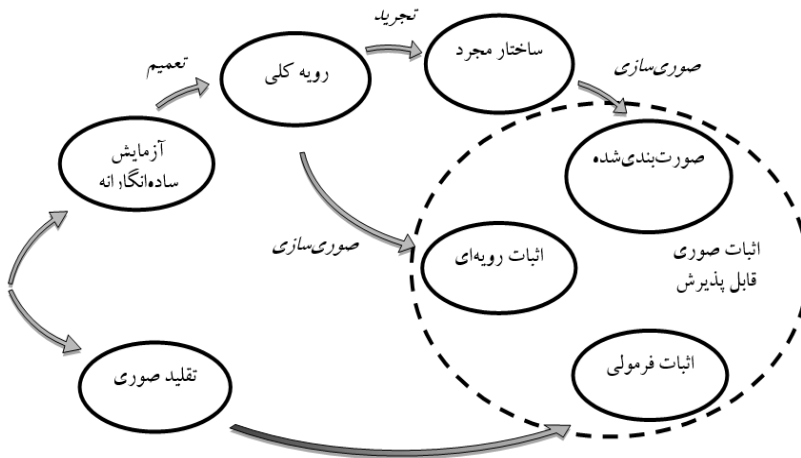 تجرید
ساختار مجرد
رویه کلی
تعمیم
صوری‌سازی
آزمایش
ساده‌انگارانه
صورت‌بندی‌شده
اثبات صوری
قابل پذیرش
اثبات رویه‌ای
صوری‌سازی
اثبات فرمولی
تقلید صوری